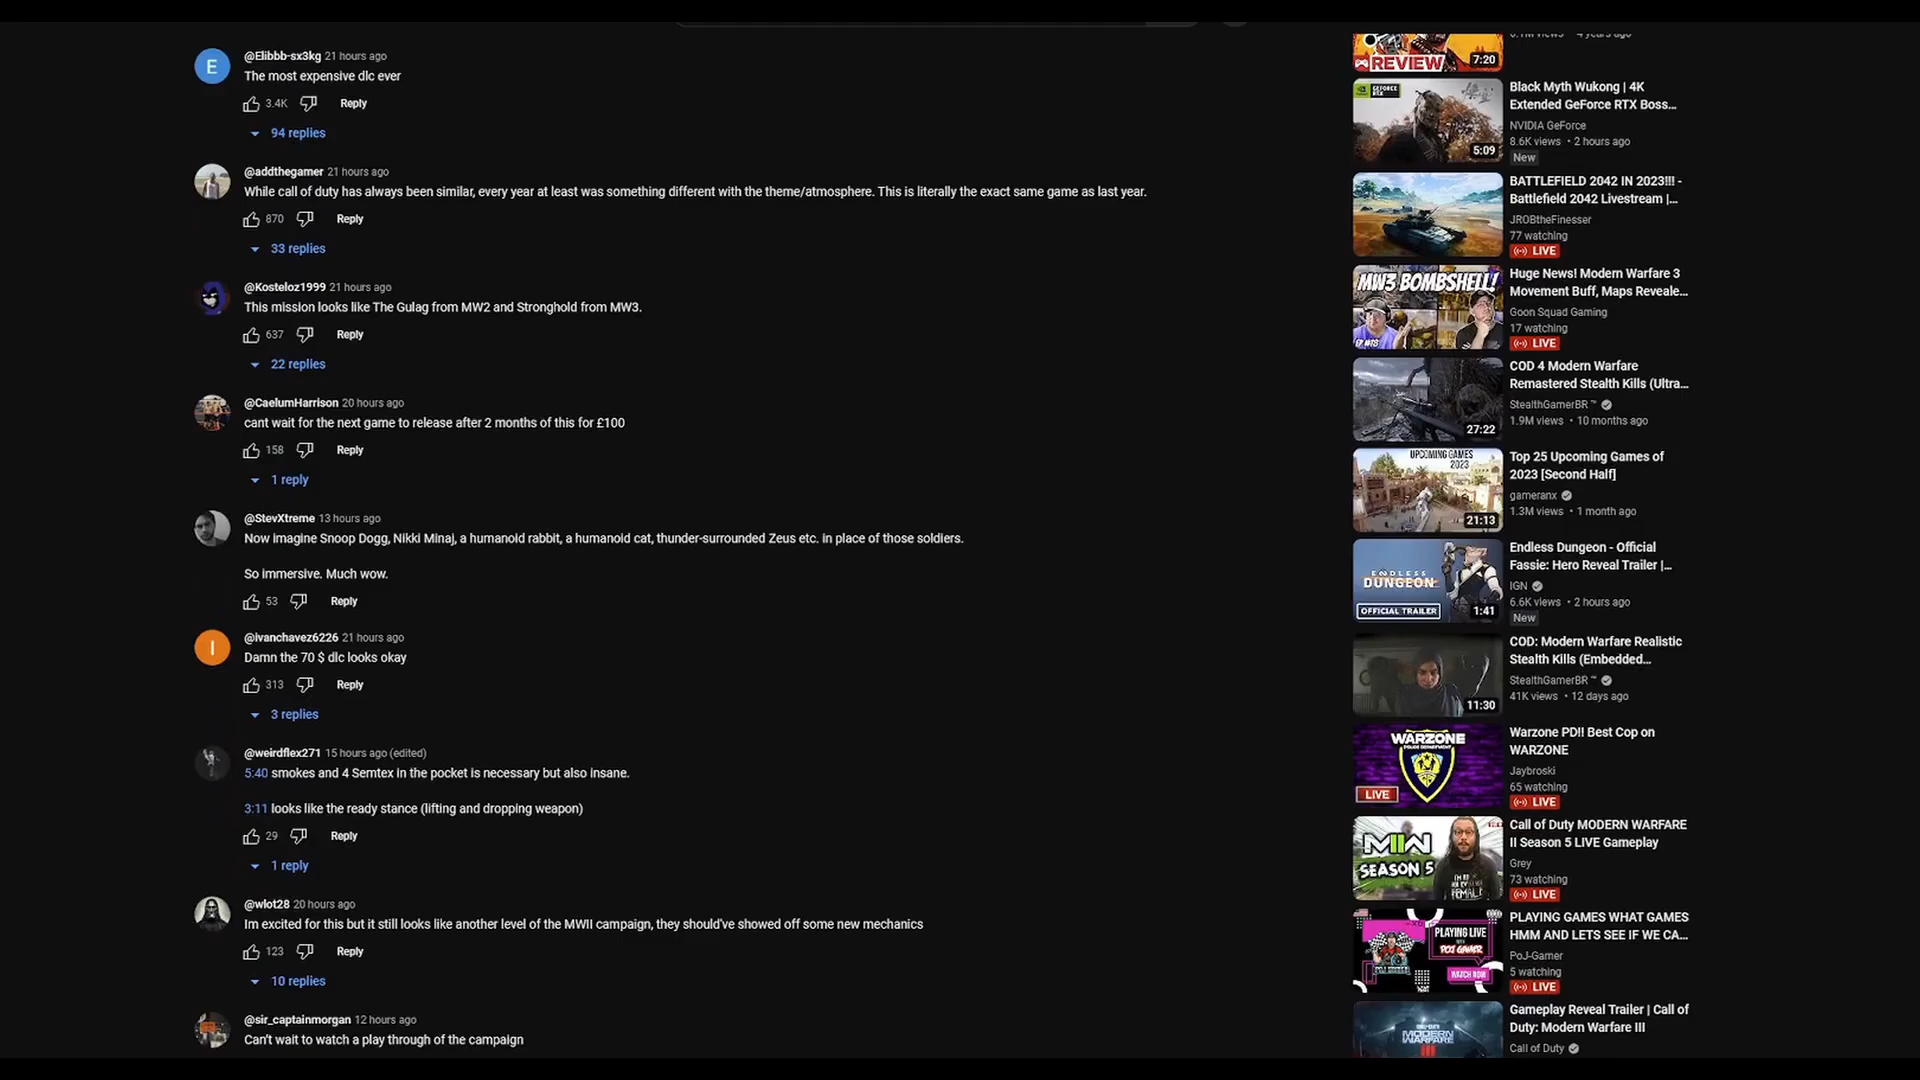 E
@Elibbb-sx3kg 21 hours ago
The most expensive dlc ever
3.4K Reply
94 replies
@addthegamer 21 hours ago
While call of duty has always been similar, every year at least was something different with the theme/atmosphere. This is literally the exact same game as last year.
870 Reply
33 replies
@Kosteloz1999 21 hours ago
This mission looks like The Gulag from MW2 and Stronghold from MW3.
637 Reply
22 replies
@CaelumHarrison 20 hours ago
cant wait for the next game to release after 2 months of this for £100
158 Reply
1 reply
@StevXtreme 13 hours ago
Now imagine Snoop Dogg, Nikki Minaj, a humanoid rabbit, a humanoid cat, thunder-surrounded Zeus etc. in place of those soldiers.
So immersive. Much wow.
53 Reply
I
@ivanchavez6226 21 hours ago
Damn the 70 $ dlc looks okay
313 Reply
3 replies
@weirdflex271 15 hours ago (edited)
5:40 smokes and 4 Semtex in the pocket is necessary but also insane.
3:11 looks like the ready stance (lifting and dropping weapon)
29 Reply
1 reply
@wlot28 20 hours ago
Im excited for this but it still looks like another level of the MWII campaign, they should've showed off some new mechanics
123 Reply
10 replies
@sir_captainmorgan 12 hours ago
Can't wait to watch a play through of the campaign
REVIEW
7:20
GEFORCE RTX
5:09
Black Myth Wukong | 4K
Extended GeForce RTX Boss...
NVIDIA GeForce
8.6K views • 2 hours ago
New
BATTLEFIELD 2042 IN 2023!!! -
Battlefield 2042 Livestream |...
JROBtheFinesser
77 watching
LIVE
MW3 BOMBSHELL!
Huge News! Modern Warfare 3
Movement Buff, Maps Reveale...
Goon Squad Gaming
17 watching
LIVE
27:22
COD 4 Modern Warfare
Remastered Stealth Kills (Ultra...
StealthGamerBR ™
1.9M views • 10 months ago
UPCOMING GAMES
2023
21:13
Top 25 Upcoming Games of
2023 [Second Half]
gameranx
1.3M views • 1 month ago
ENDLESS
DUNGEON
OFFICIAL TRAILER
1:41
Endless Dungeon - Official
Fassie: Hero Reveal Trailer |...
IGN
6.6K views • 2 hours ago
New
11:30
COD: Modern Warfare Realistic
Stealth Kills (Embedded...
StealthGamerBR ™
41K views • 12 days ago
WARZONE
POLICE DEPARTMENT
LIVE
Warzone PD!! Best Cop on
WARZONE
Jaybroski
65 watching
LIVE
MWII
SEASON 5
Call of Duty MODERN WARFARE
II Season 5 LIVE Gameplay
Grey
73 watching
LIVE
PLAYING LIVE
WITH
POJ GAMER
WATCH NOW
PLAYING GAMES WHAT GAMES
HMM AND LETS SEE IF WE CA...
PoJ-Gamer
5 watching
LIVE
MODERN
WARFARE
III
Gameplay Reveal Trailer | Call of
Duty: Modern Warfare III
Call of Duty